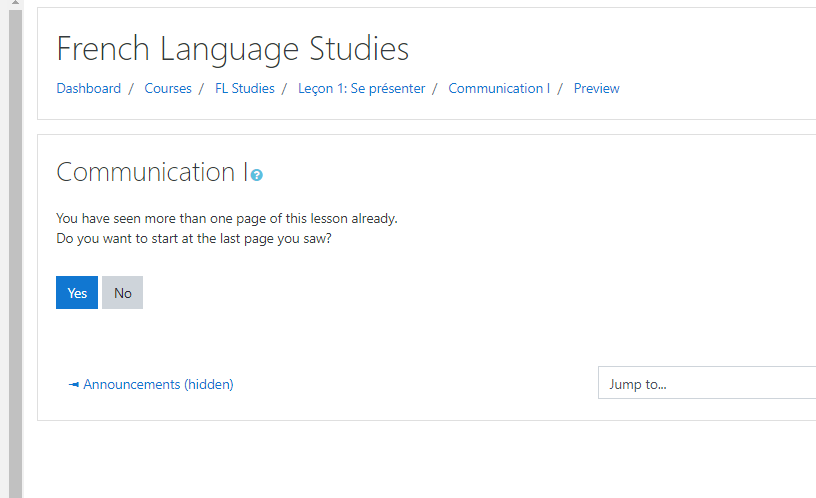 French Language Studies
Dashboard / Courses / FL Studies / Leçon 1: Se présenter / Communication I / Preview
Communication I
You have seen more than one page of this lesson already.
Do you want to start at the last page you saw?
Yes No
◄ Announcements (hidden) Jump to...